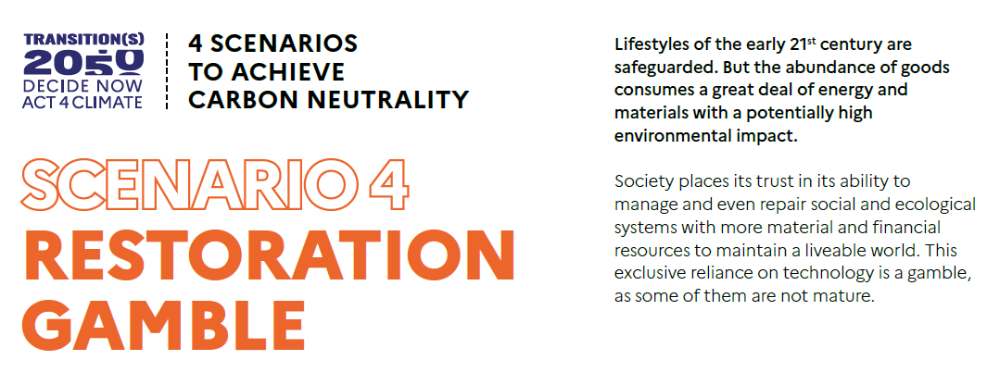 TRANSITION(S)
2050
DECIDE NOW
ACT 4 CLIMATE
4 SCENARIOS
TO ACHIEVE
CARBON NEUTRALITY
SCENARIO 4
RESTORATION
GAMBLE
Lifestyles of the early 21st century are
safeguarded. But the abundance of goods
consumes a great deal of energy and
materials with a potentially high
environmental impact.
Society places its trust in its ability to
manage and even repair social and ecological
systems with more material and financial
resources to maintain a liveable world. This
exclusive reliance on technology is a gamble,
as some of them are not mature.